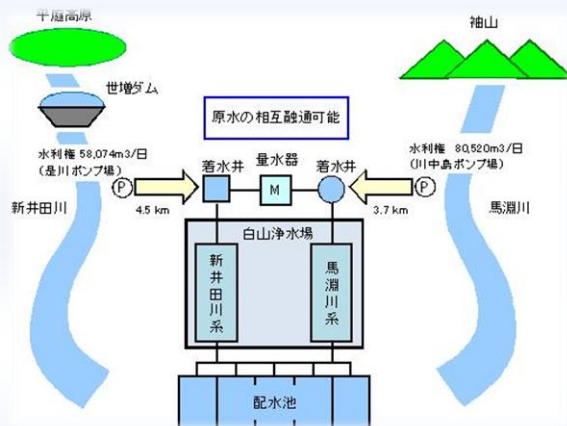 平庭高原
袖山
世増ダム
原水の相互融通可能
水利権 58,074m3/日
(是川ポンプ場)
水利権 80,520m3/日
(川中島ポンプ場)
着水井
量水器
着水井
P
M
P
4.5 km
3.7 km
新井田川
馬淵川
白山浄水場
新井田川系
馬淵川系
配水池